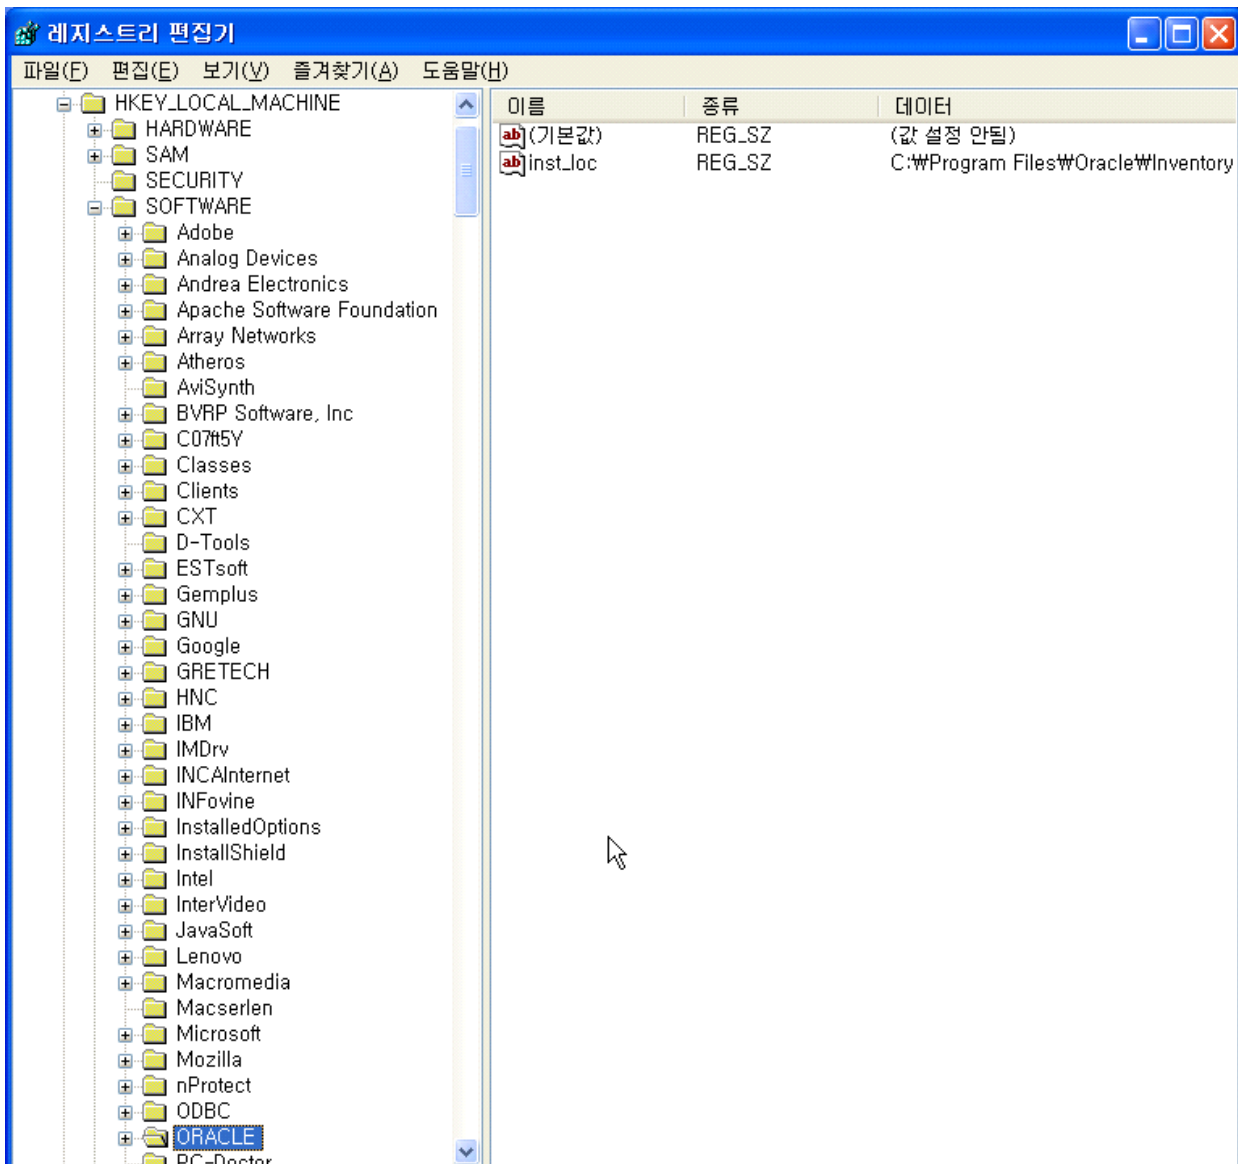 레지스트리 편집기
파일(F) 편집(E) 보기(V) 즐겨찾기(A) 도움말(H)
HKEY_LOCAL_MACHINE
HARDWARE
SAM
SECURITY
SOFTWARE
Adobe
Analog Devices
Andrea Electronics
Apache Software Foundation
Array Networks
Atheros
AviSynth
BVRP Software, Inc
C07ft5Y
Classes
Clients
CXT
D-Tools
ESTsoft
Gemplus
GNU
Google
GRETECH
HNC
IBM
IMDrv
INCAInternet
INFovine
InstalledOptions
InstallShield
Intel
InterVideo
JavaSoft
Lenovo
Macromedia
Macserlen
Microsoft
Mozilla
nProtect
ODBC
ORACLE
PC-Doctor
이름 종류 데이터
(기본값) REG_SZ (값 설정 안됨)
inst_loc REG_SZ C:₩Program Files₩Oracle₩Inventory